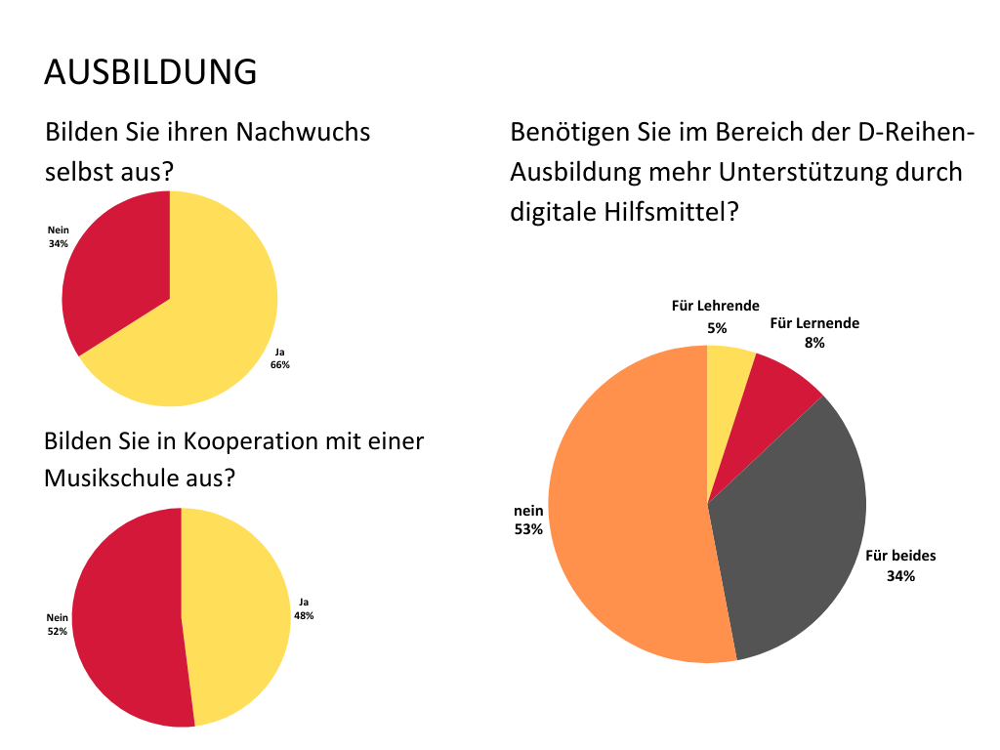 AUSBILDUNG
Bilden Sie ihren Nachwuchs
selbst aus?
Nein
34%
Ja
66%
Bilden Sie in Kooperation mit einer
Musikschule aus?
Nein
52%
Ja
48%
Benötigen Sie im Bereich der D-Reihen-
Ausbildung mehr Unterstützung durch
digitale Hilfsmittel?
Für Lehrende
5%
Für Lernende
8%
nein
53%
Für beides
34%